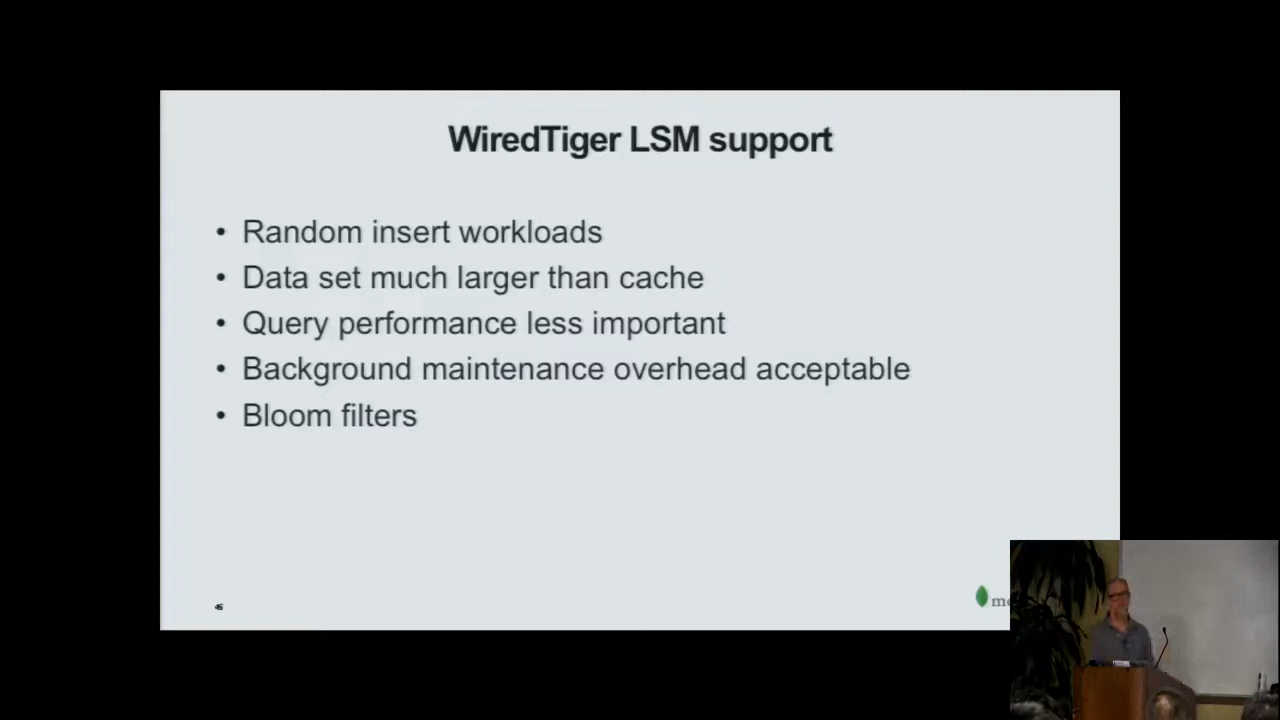 WiredTiger LSM support
• Random insert workloads
• Data set much larger than cache
• Query performance less important
• Background maintenance overhead acceptable
• Bloom filters